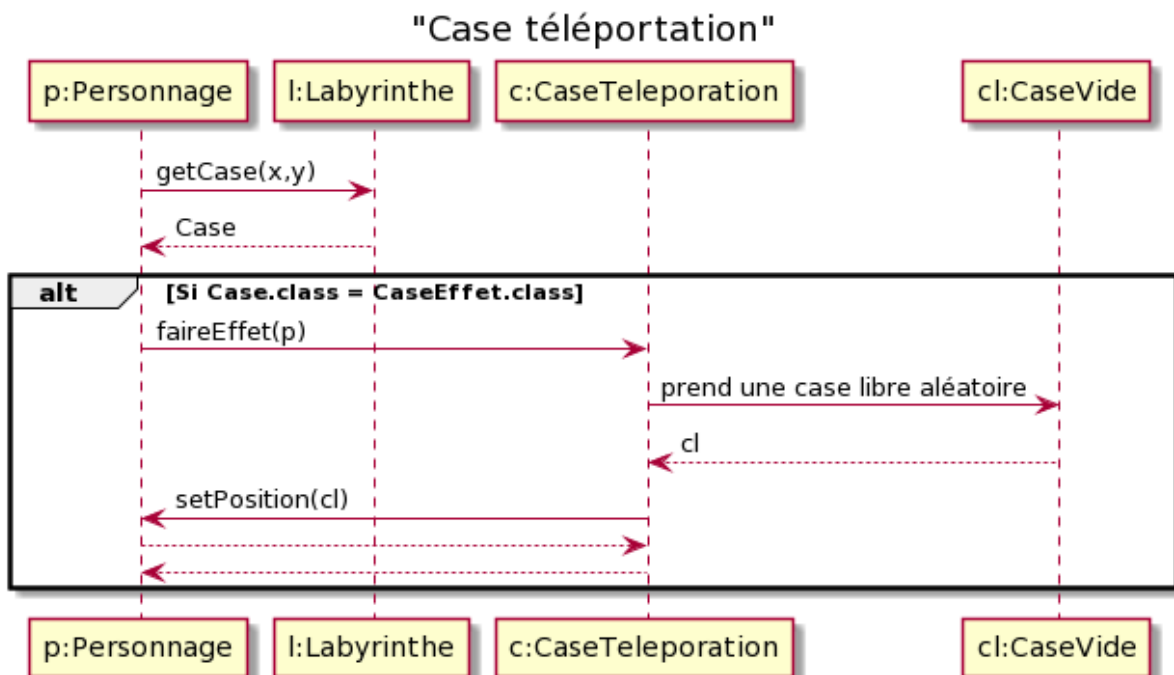 "Case téléportation"
p:Personnage l:Labyrinthe c:CaseTeleporation cl:CaseVide
getCase(x,y)
Case
alt [Si Case.class = CaseEffet.class]
faireEffet(p)
prend une case libre aléatoire
cl
setPosition(cl)
p:Personnage l:Labyrinthe c:CaseTeleporation cl:CaseVide